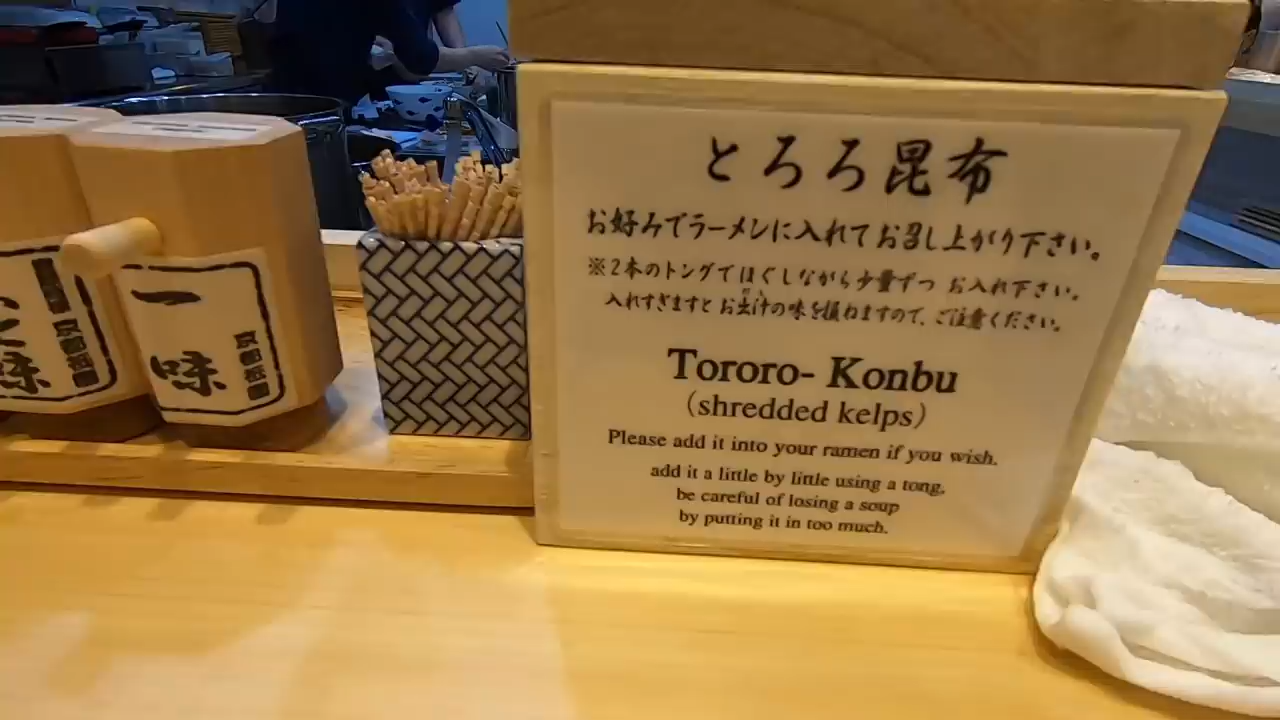 とろろ昆布
お好みでラーメンに入れてお召し上がり下さい。
※2本のトングでほぐしながら少量ずつ お入れ下さい。
入れすぎますと お出汁の味を損ねますので、ご注意ください。
Tororo- Konbu
(shredded kelps)
Please add it into your ramen if you wish.
add it a little by little using a tong,
be careful of losing a soup
by putting it in too much.
一味
京都祇園
味
京都祇園